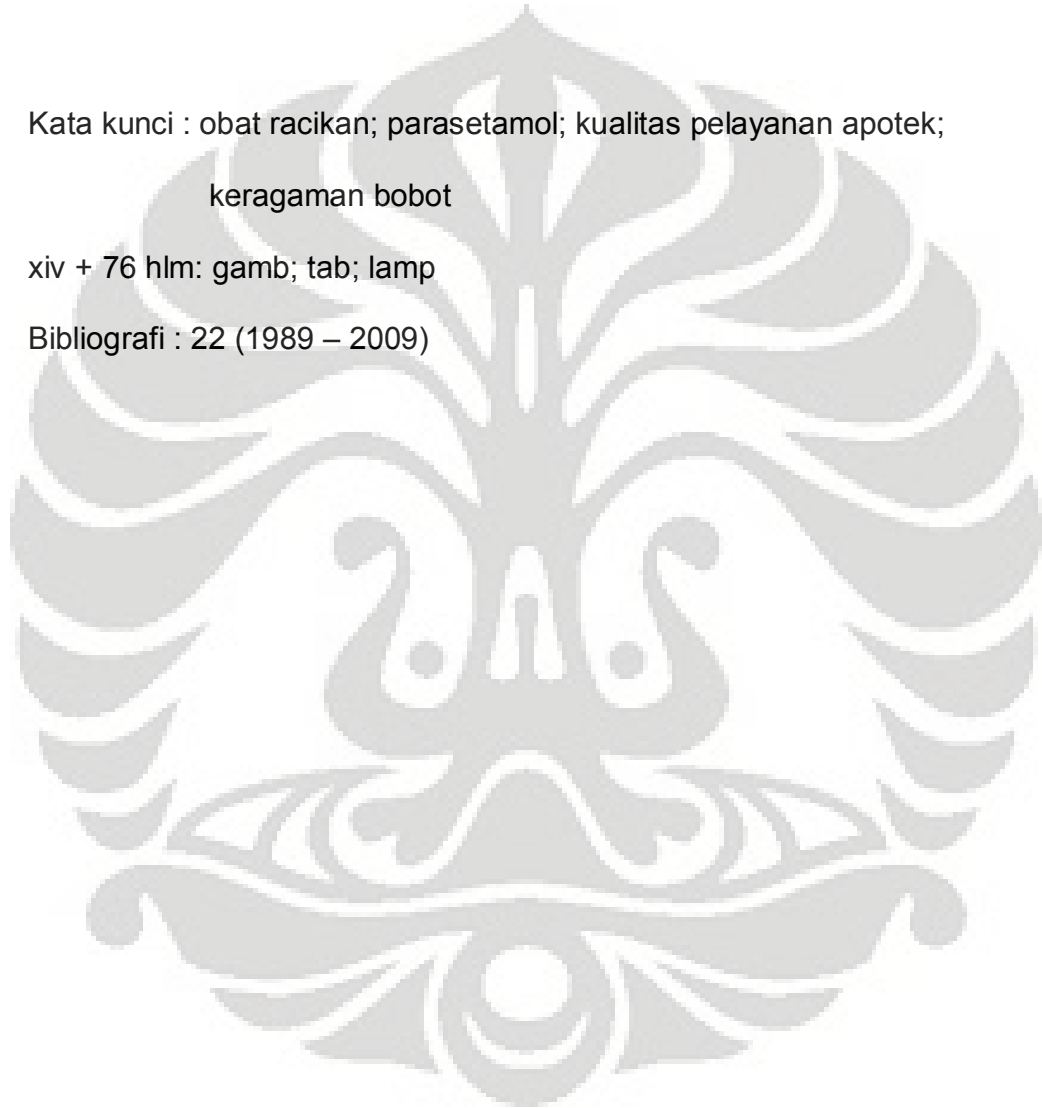 Kata kunci : obat racikan; parasetamol; kualitas pelayanan apotek;
keragaman bobot
xiv + 76 hlm: gamb; tab; lamp
Bibliografi : 22 (1989 – 2009)